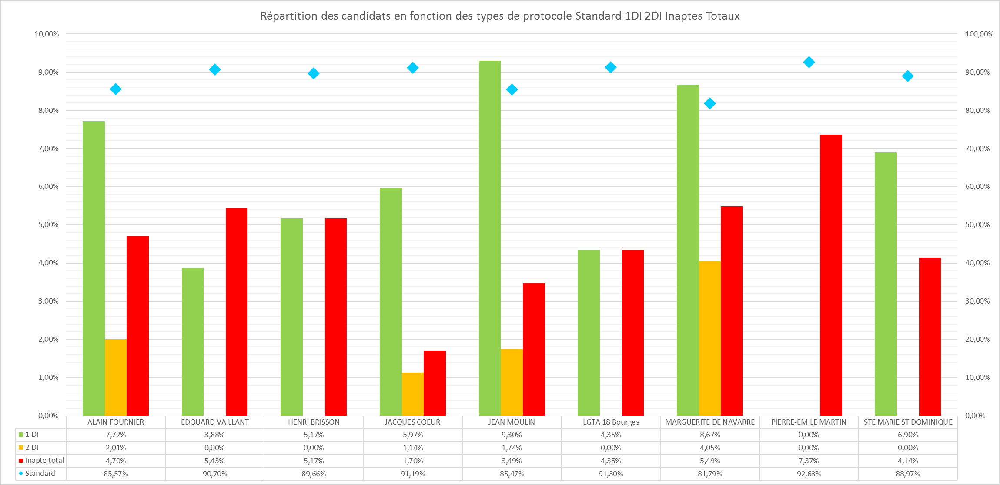 Répartition des candidats en fonction des types de protocole Standard 1DI 2DI Inaptes Totaux
10,00% 100,00%
9,00% 90,00%
8,00% 80,00%
7,00% 70,00%
6,00% 60,00%
5,00% 50,00%
4,00% 40,00%
3,00% 30,00%
2,00% 20,00%
1,00% 10,00%
0,00% 0,00%
ALAIN FOURNIER EDOUARD VAILLANT HENRI BRISSON JACQUES COEUR JEAN MOULIN LGTA 18 Bourges MARGUERITE DE NAVARRE PIERRE-EMILE MARTIN STE MARIE ST DOMINIQUE
1 DI 7,72% 3,88% 5,17% 5,97% 9,30% 4,35% 8,67% 0,00% 6,90%
2 DI 2,01% 0,00% 0,00% 1,14% 1,74% 0,00% 4,05% 0,00% 0,00%
Inapte total 4,70% 5,43% 5,17% 1,70% 3,49% 4,35% 5,49% 7,37% 4,14%
Standard 85,57% 90,70% 89,66% 91,19% 85,47% 91,30% 81,79% 92,63% 88,97%